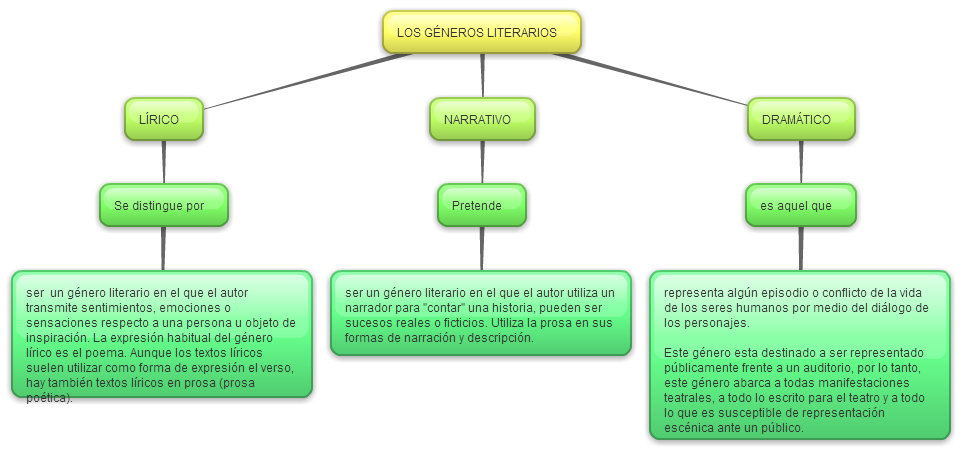 LOS GÉNEROS LITERARIOS
LÍRICO
NARRATIVO
DRAMÁTICO
Se distingue por
Pretende
es aquel que
ser un género literario en el que el autor
transmite sentimientos, emociones o
sensaciones respecto a una persona u objeto de
inspiración. La expresión habitual del género
lírico es el poema. Aunque los textos líricos
suelen utilizar como forma de expresión el verso,
hay también textos líricos en prosa (prosa
poética).
ser un género literario en el que el autor utiliza un
narrador para "contar" una historia, pueden ser
sucesos reales o ficticios. Utiliza la prosa en sus
formas de narración y descripción.
representa algún episodio o conflicto de la vida
de los seres humanos por medio del diálogo de
los personajes.
Este género esta destinado a ser representado
públicamente frente a un auditorio, por lo tanto,
este género abarca a todas manifestaciones
teatrales, a todo lo escrito para el teatro y a todo
lo que es susceptible de representación
escénica ante un público.